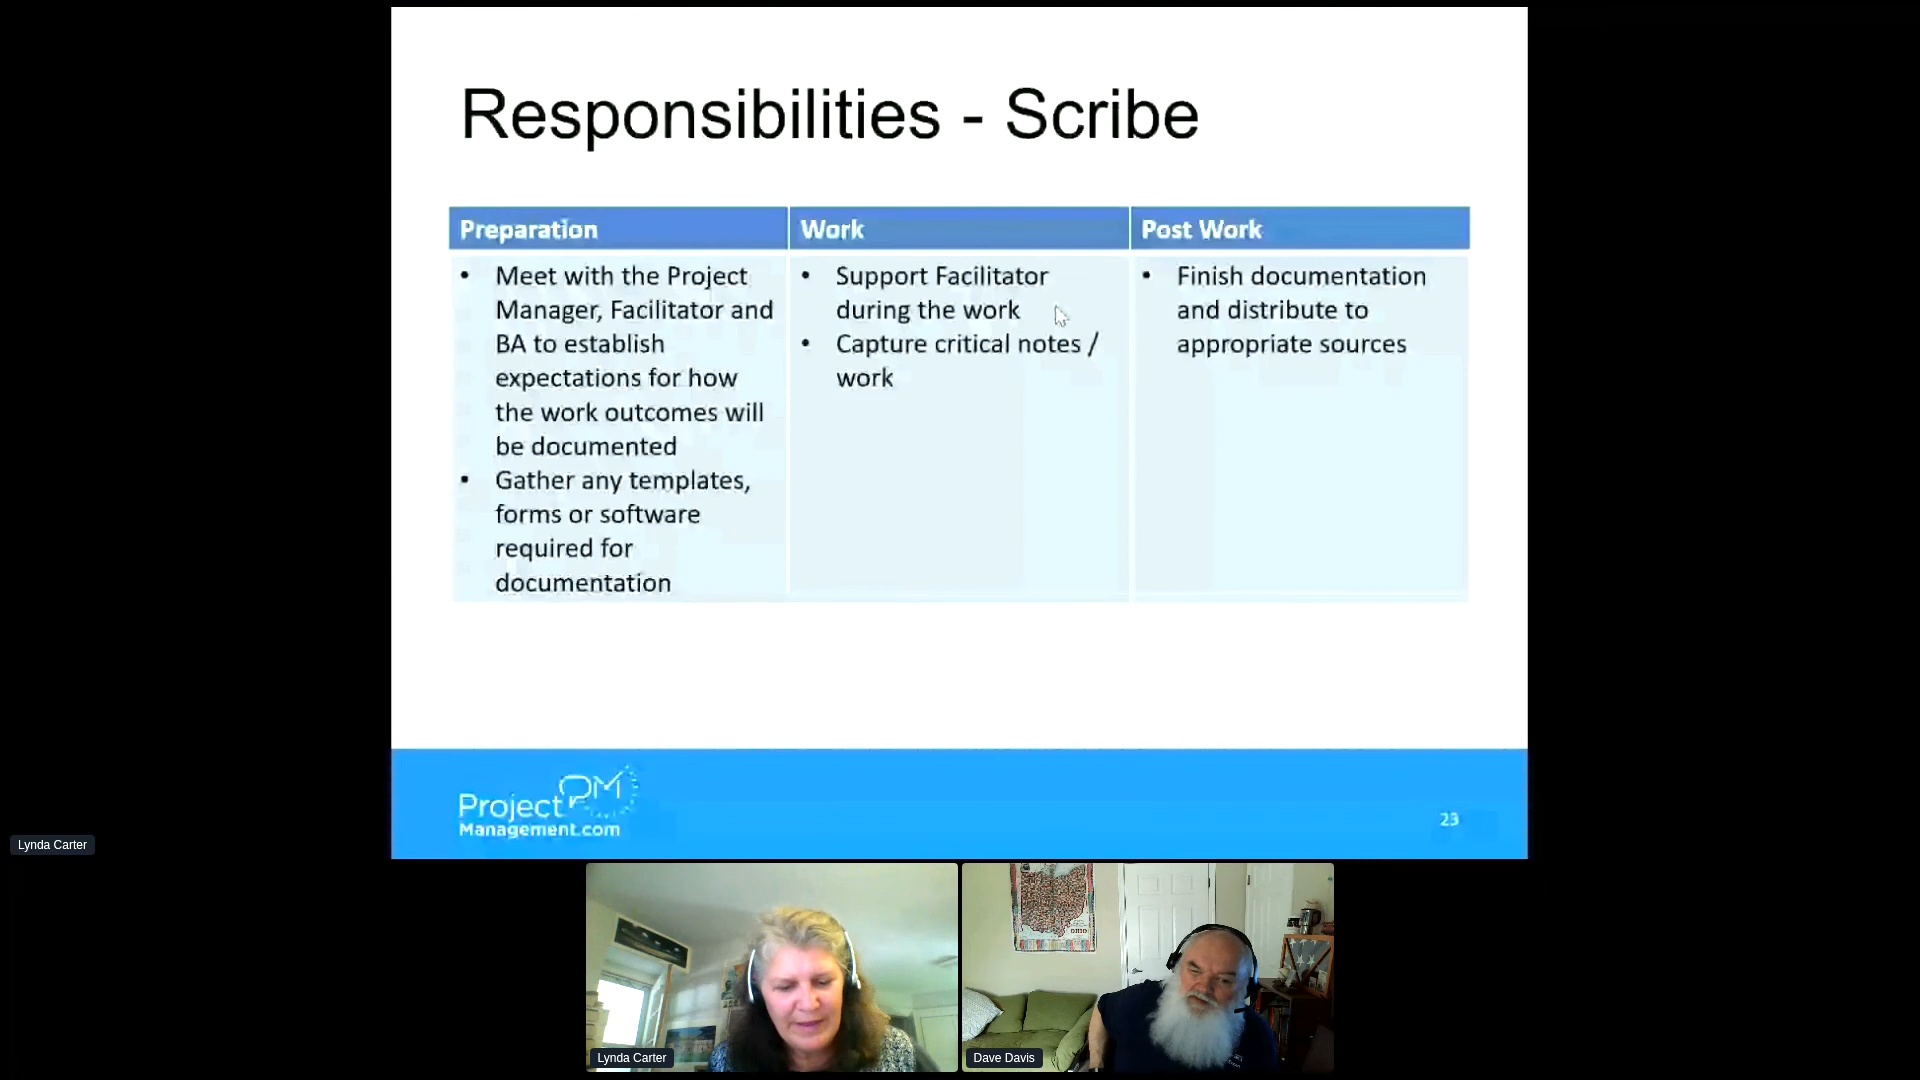 Responsibilities - Scribe
Preparation
Work
Post Work
• Meet with the Project
Manager, Facilitator and
BA to establish
expectations for how
the work outcomes will
be documented
• Gather any templates,
forms or software
required for
documentation
• Support Facilitator
during the work
• Capture critical notes /
work
• Finish documentation
and distribute to
appropriate sources
Project PM
Management.com
23
Lynda Carter
Lynda Carter
Dave Davis
OHIO